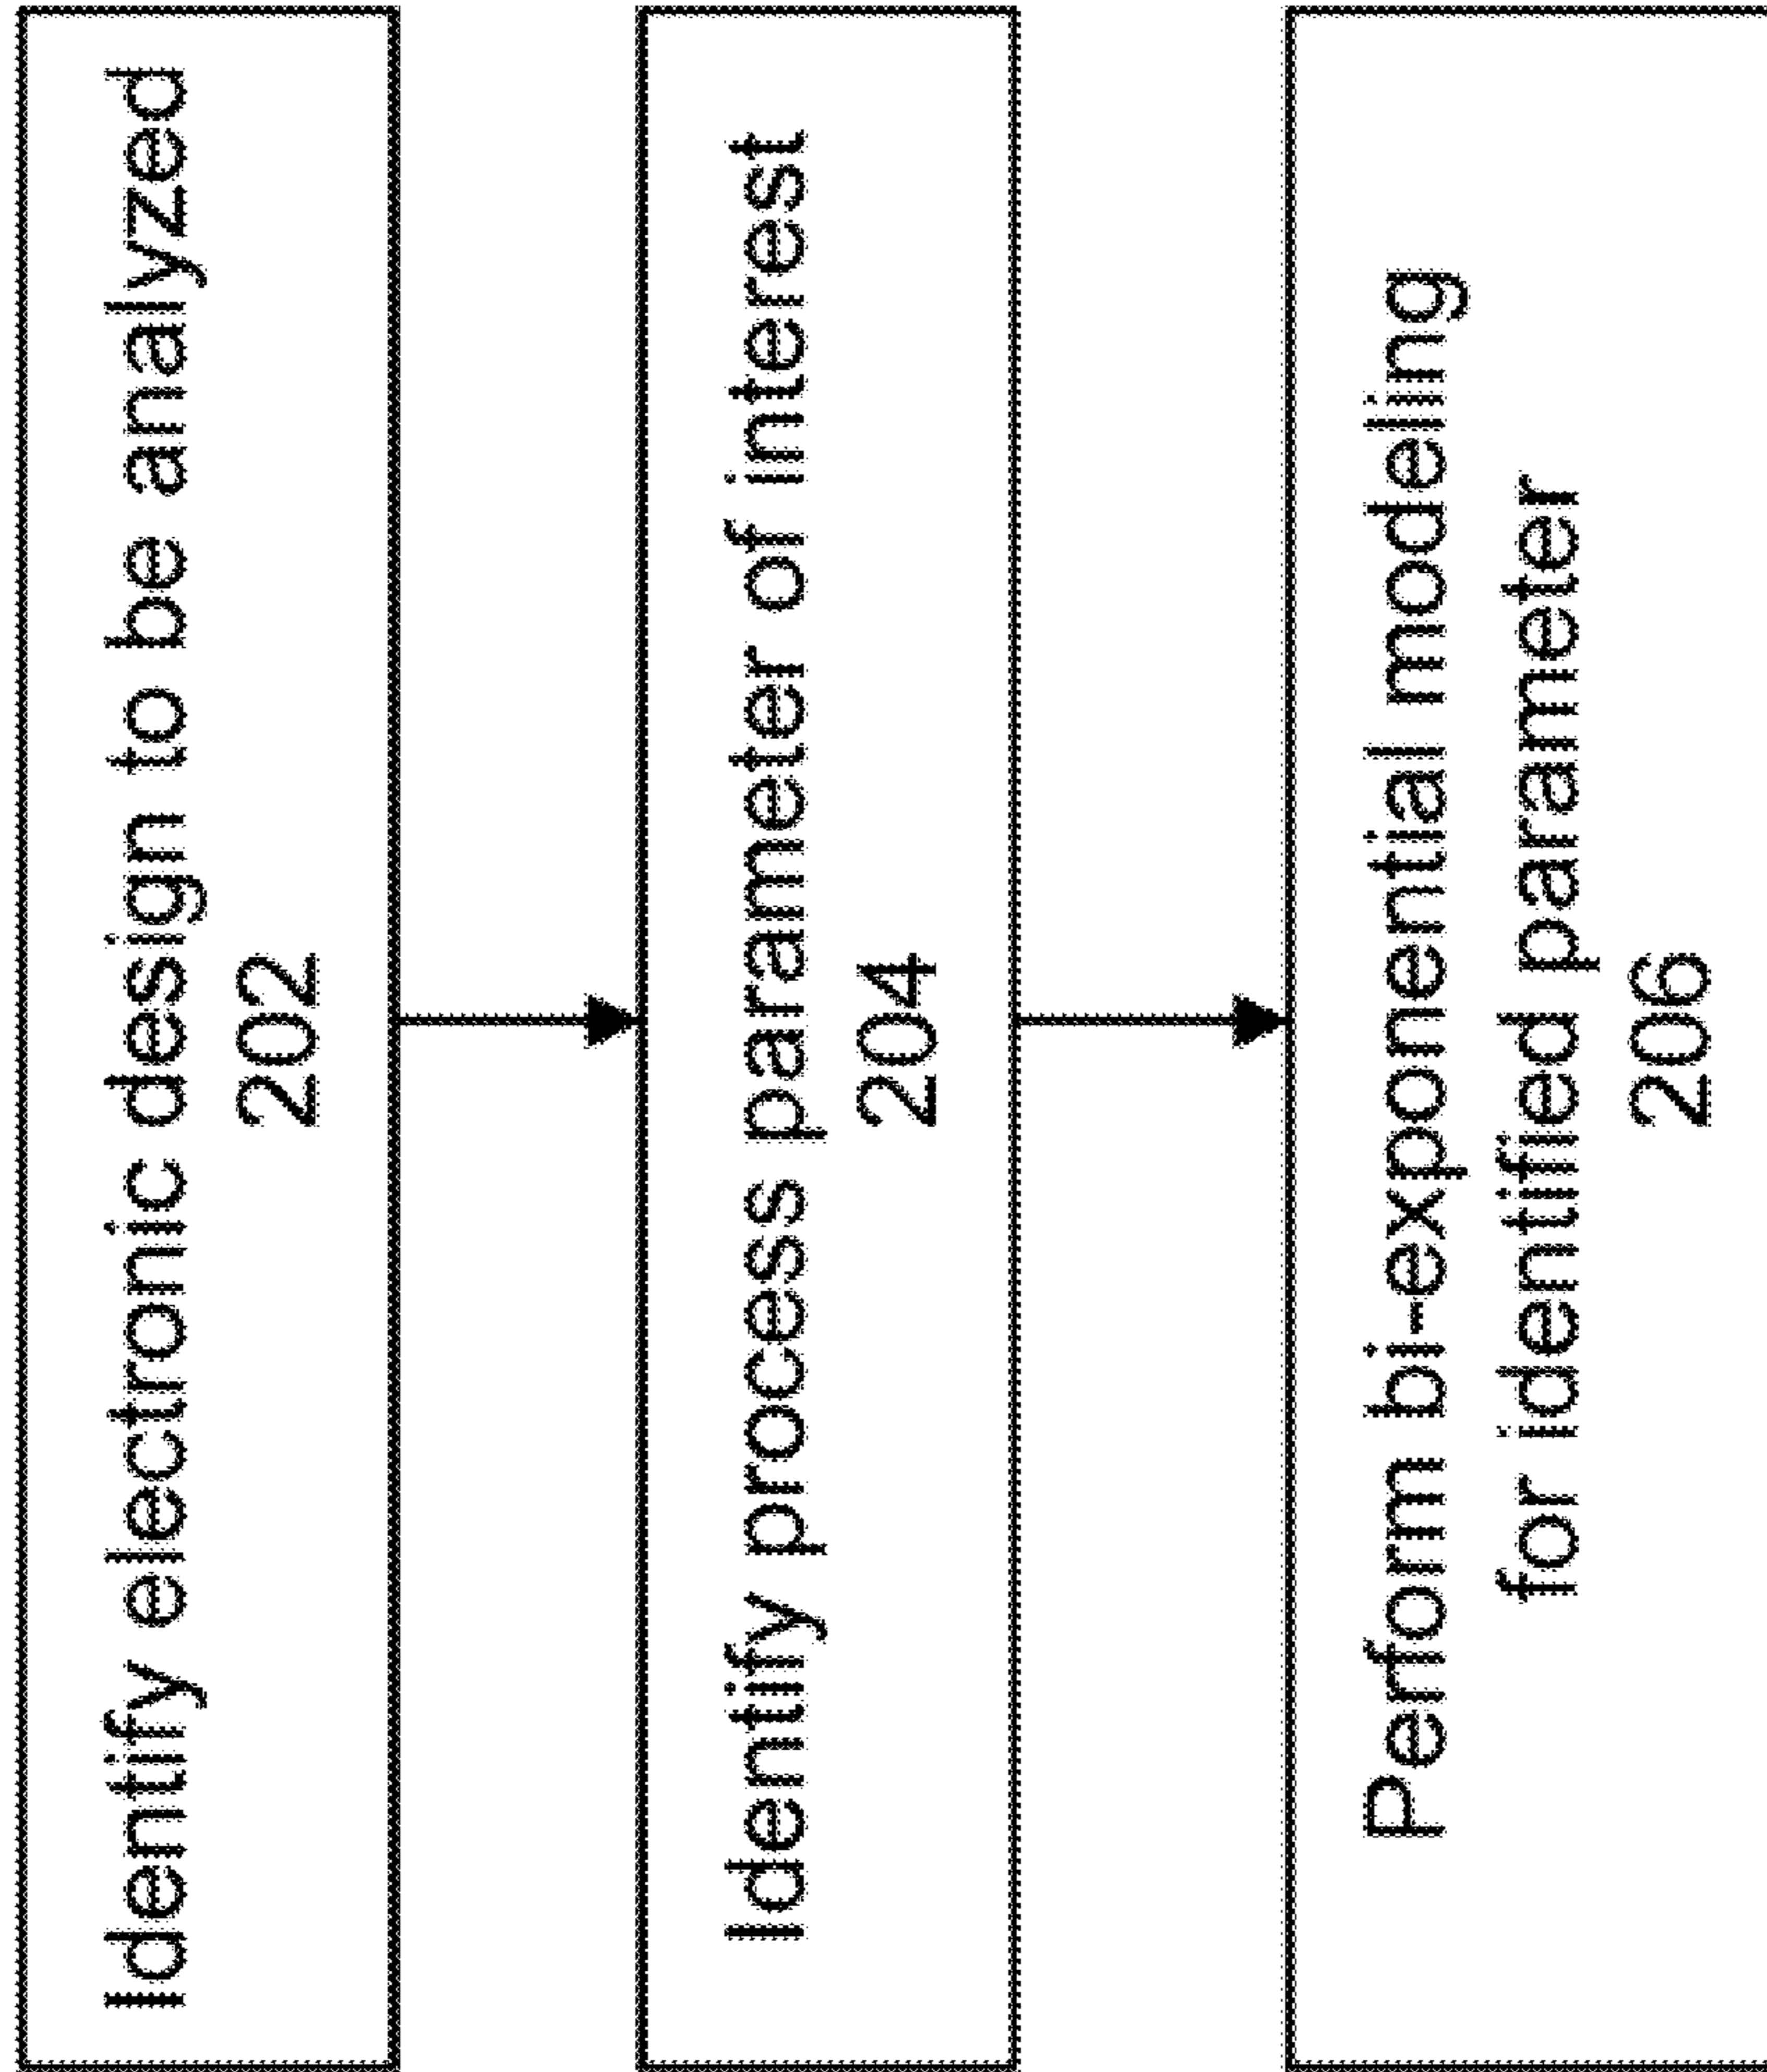 Identify electronic design to be analyzed
202
Identify process parameter of interest
204
Perform bi-exponential modeling
for identified parameter
206